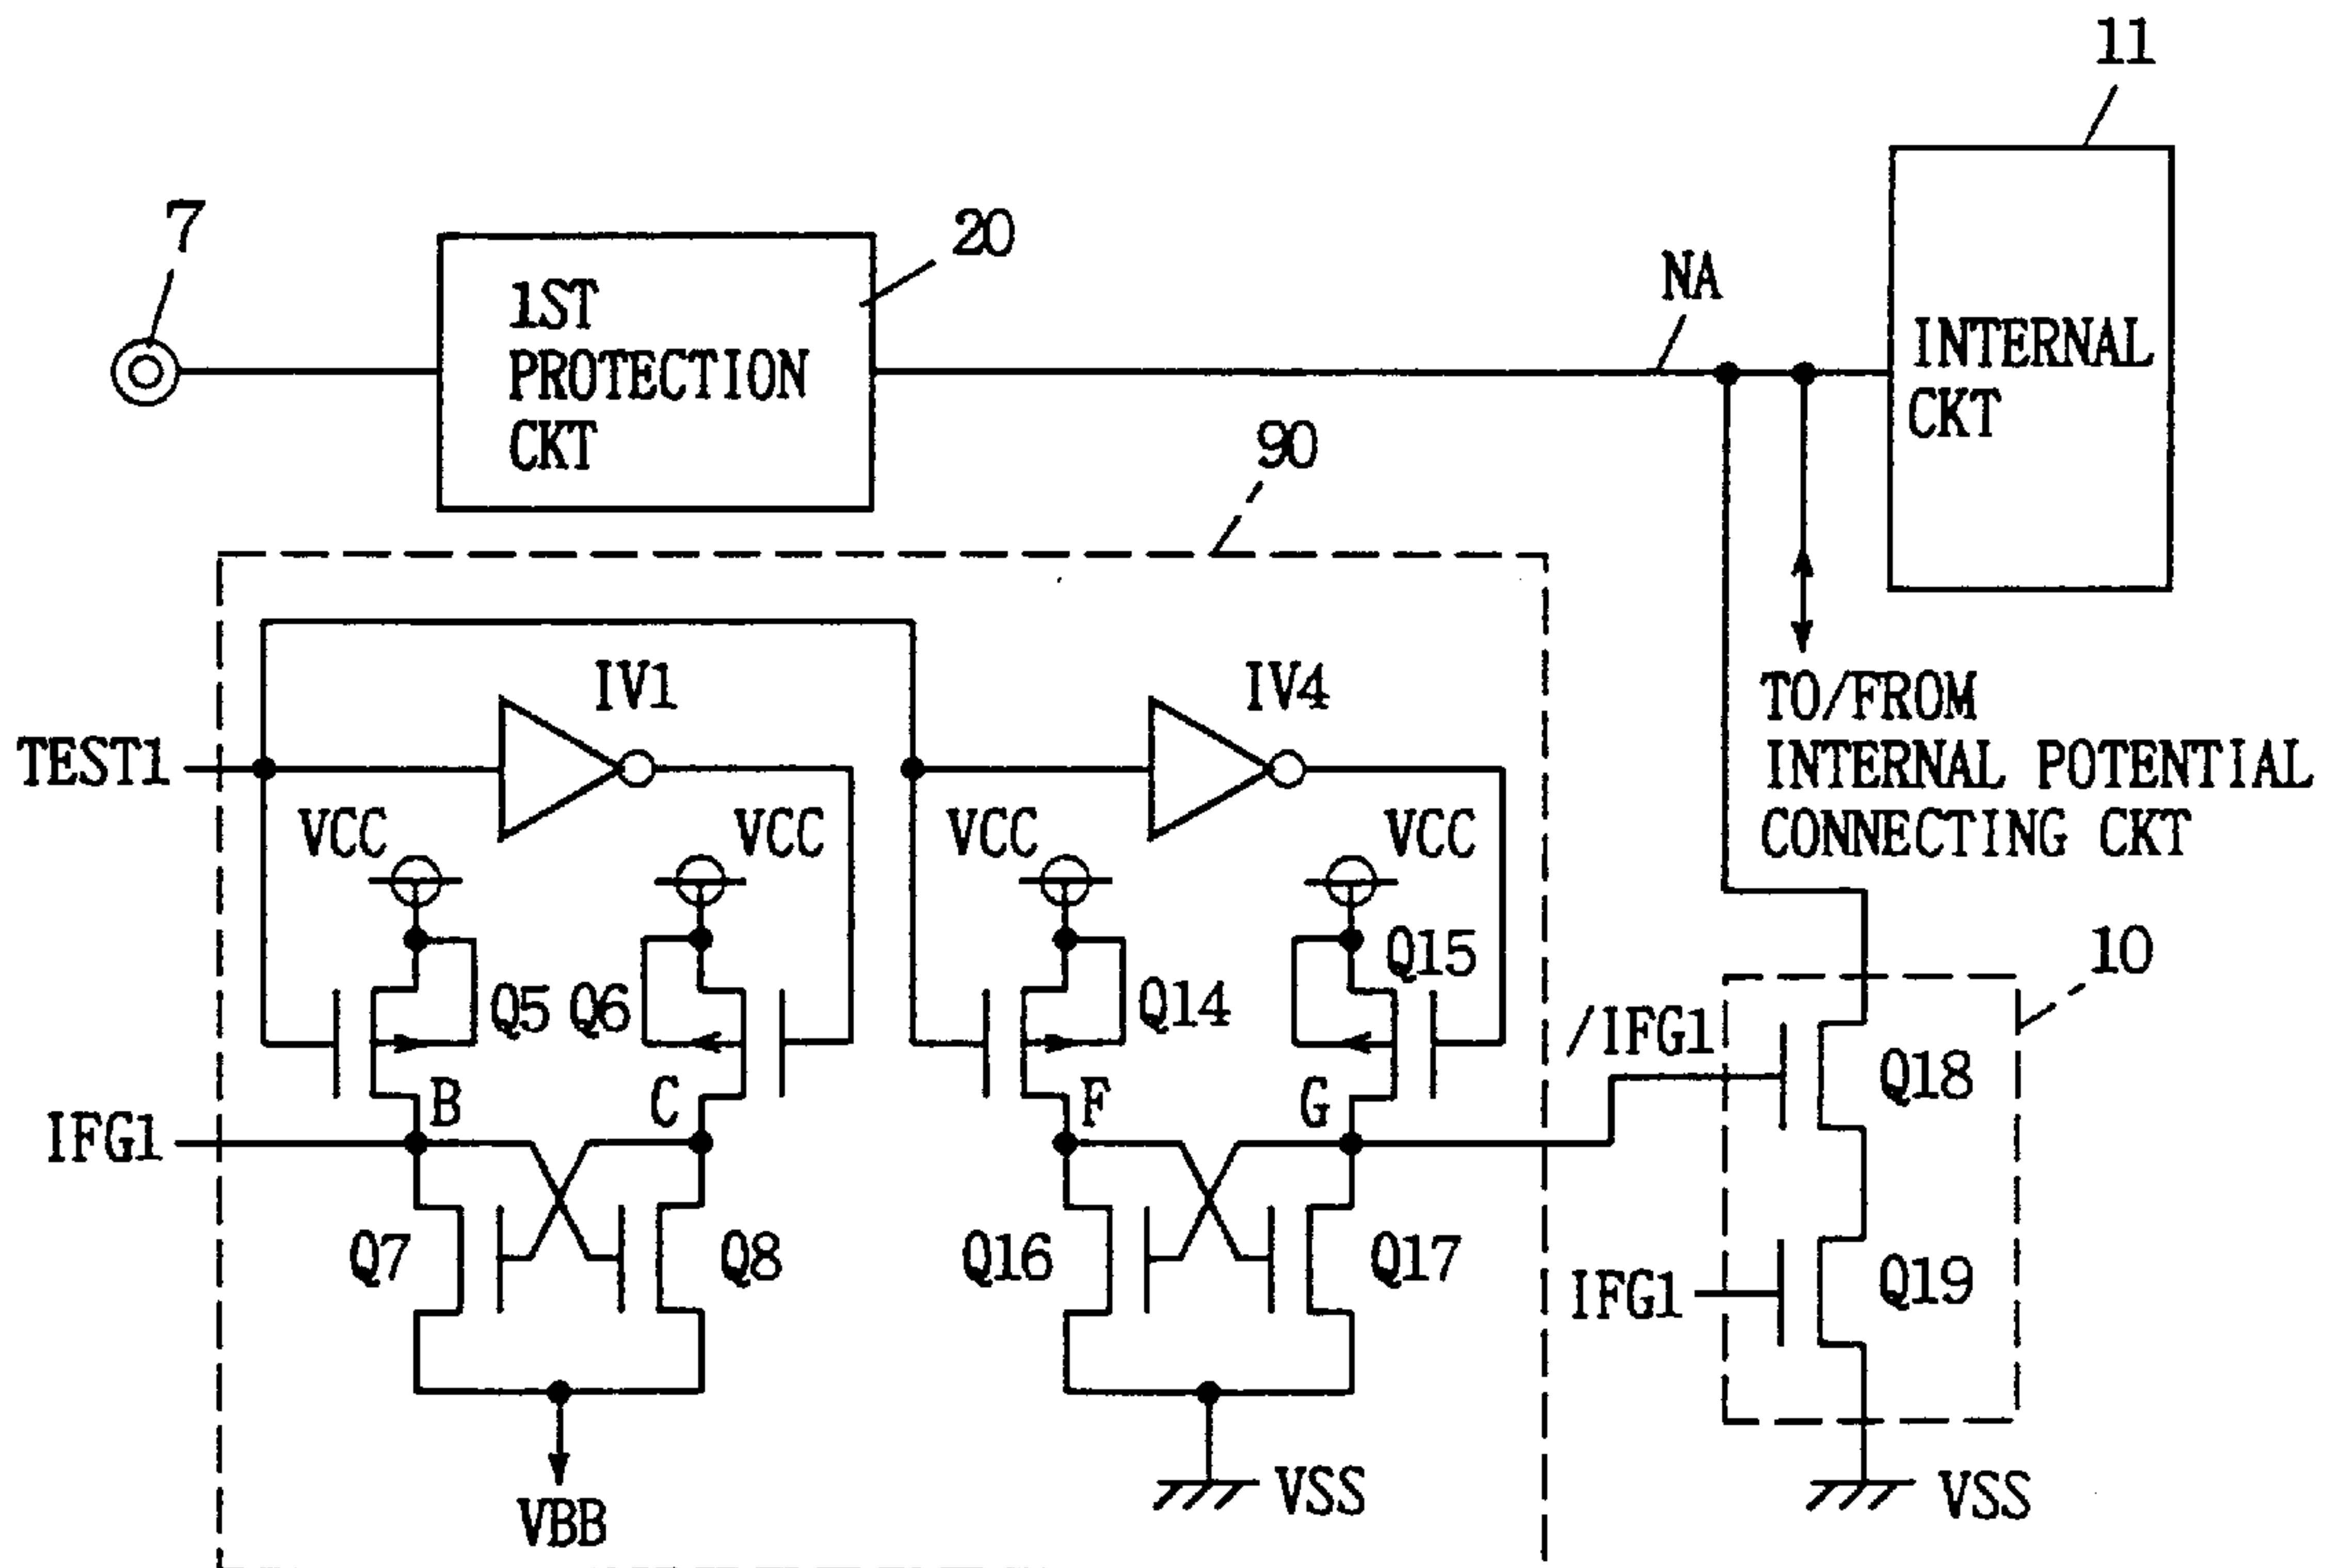 11
7
20
1ST
PROTECTION
CKT
NA
INTERNAL
CKT
90
IV1
IV4
TO/FROM
INTERNAL POTENTIAL
CONNECTING CKT
TEST1
VCC
VCC
VCC
VCC
Q5
Q6
Q14
Q15
10
/IFG1
B
C
F
G
Q18
IFG1
Q7
Q8
Q16
Q17
IFG1
Q19
VBB
VSS
VSS